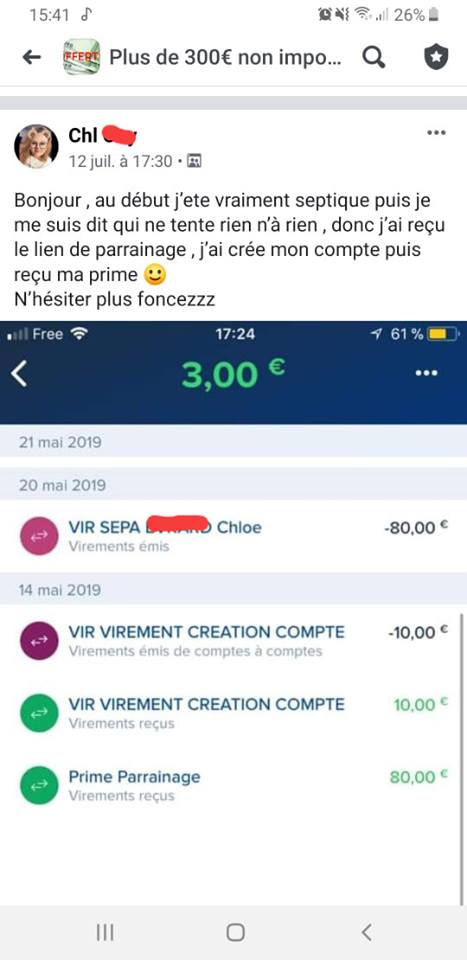 15:41
26%
OFFERT
Plus de 300€ non impo...
Chl
12 juil. à 17:30
Bonjour , au début j'ete vraiment septique puis je
me suis dit qui ne tente rien n'à rien , donc j'ai reçu
le lien de parrainage , j'ai crée mon compte puis
reçu ma prime 🙂
N'hésiter plus foncezzz
Free 17:24 61 %
3,00 €
21 mai 2019
20 mai 2019
VIR SEPA Chloe -80,00 €
Virements émis
14 mai 2019
VIR VIREMENT CREATION COMPTE -10,00 €
Virements émis de comptes à comptes
VIR VIREMENT CREATION COMPTE 10,00 €
Virements reçus
Prime Parrainage 80,00 €
Virements reçus